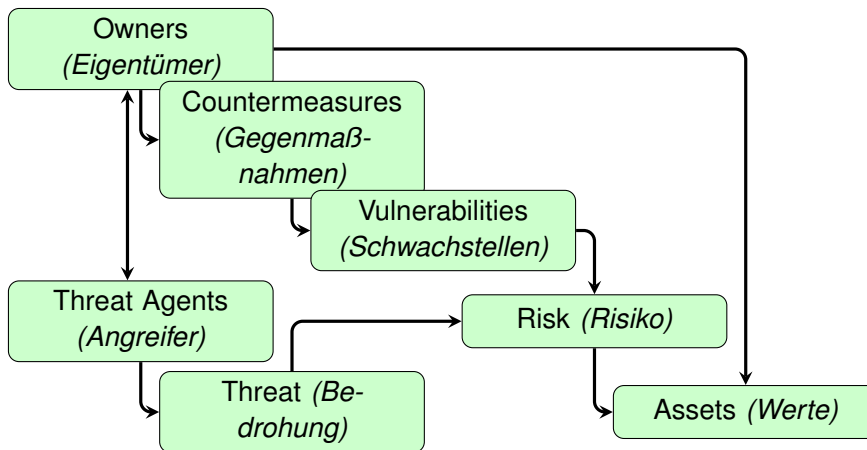 Owners
(Eigentümer)
Countermeasures
(Gegenmaß-
nahmen)
Vulnerabilities
(Schwachstellen)
Threat Agents
(Angreifer)
Risk (Risiko)
Threat (Be-
drohung)
Assets (Werte)